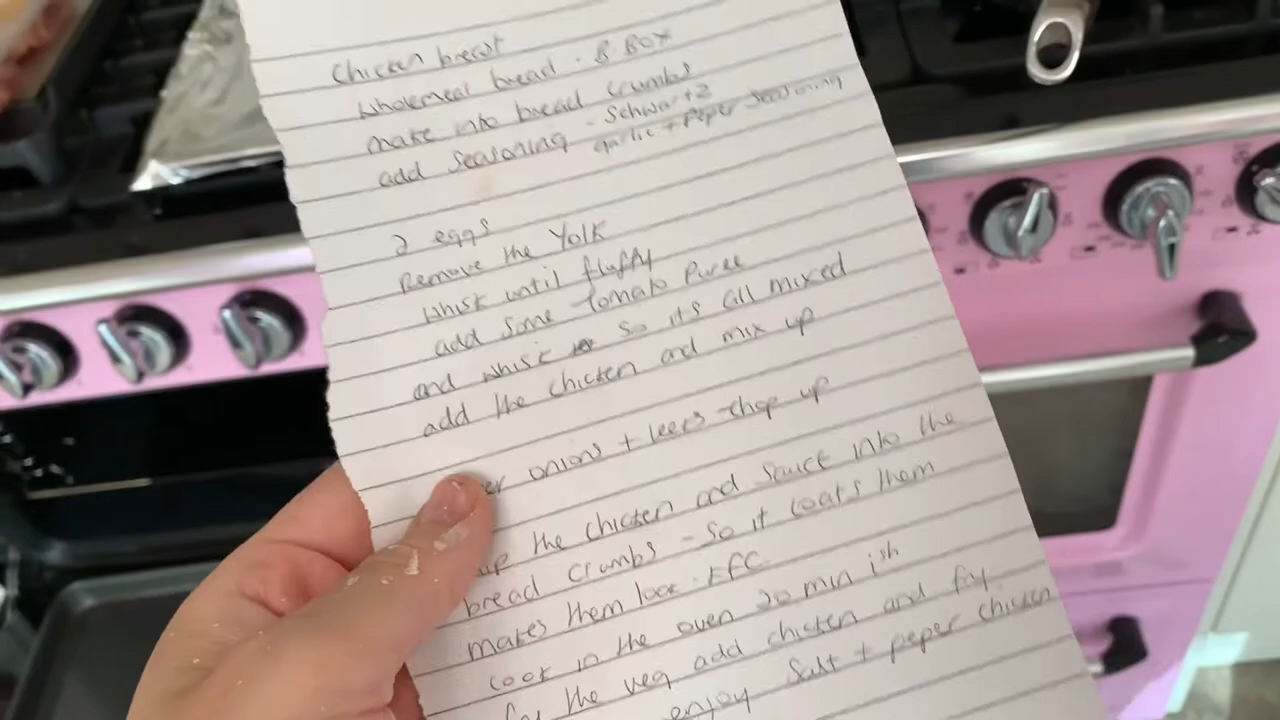 Chicken breast
Wholemeal bread . B Box
make into bread crumbs
add seasoning - Schwartz
garlic + Peper Seasoning
2 eggs
Remove the Yolk
Whisk until fluffy
add some tomato Puree
and whisk so its all mixed
add the chicken and mix up
onions + leeks chop up
the chicken and sauce into the
bread crumbs - so it coats them
makes them look . KFC
cook in the oven 20 min ish
the veg add chicken and fry.
enjoy Salt + peper chicken